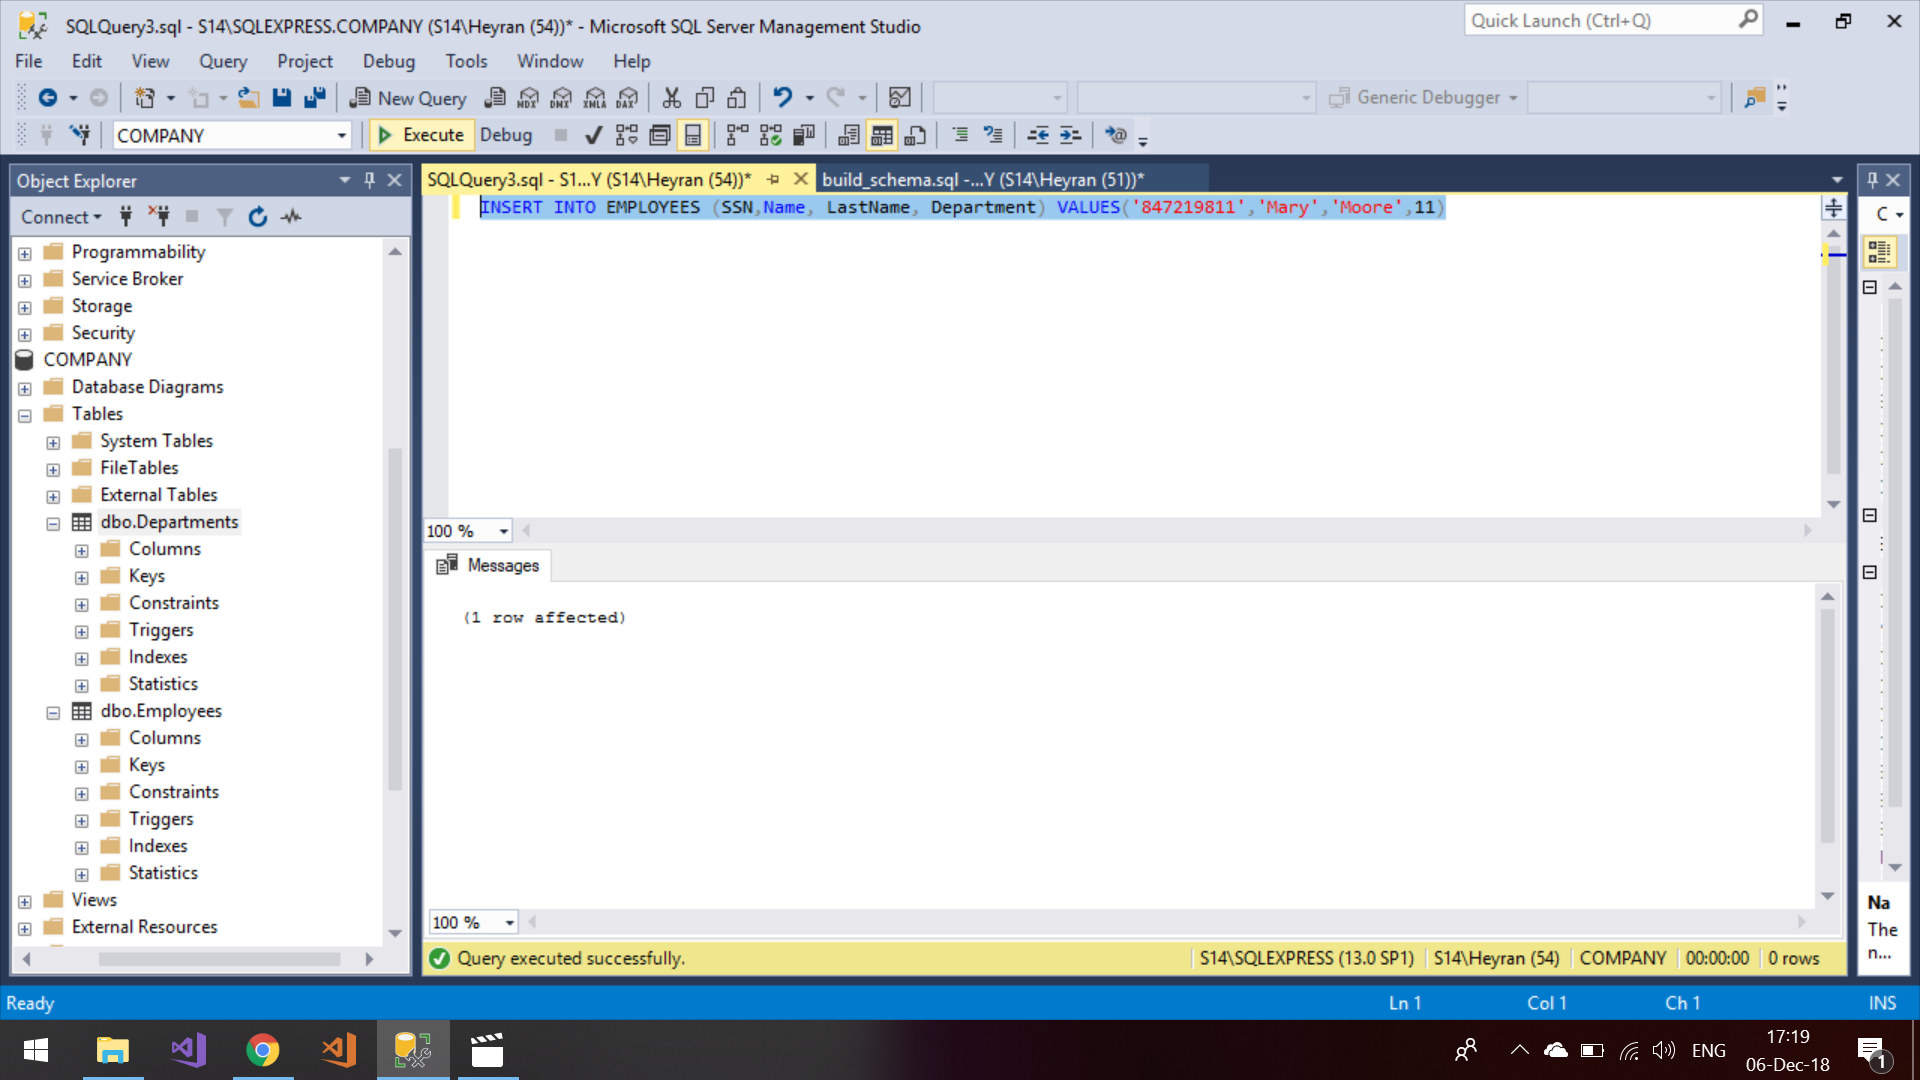 SQLQuery3.sql - S14\SQLEXPRESS.COMPANY (S14\Heyran (54))* - Microsoft SQL Server Management Studio
Quick Launch (Ctrl+Q)
File Edit View Query Project Debug Tools Window Help
New Query MDX DMX XMLA DAX Generic Debugger
COMPANY Execute Debug
Object Explorer
SQLQuery3.sql - S1...Y (S14\Heyran (54))* build_schema.sql -...Y (S14\Heyran (51))*
Connect
INSERT INTO EMPLOYEES (SSN,Name, LastName, Department) VALUES('847219811','Mary','Moore',11)
C
Programmability
Service Broker
Storage
Security
COMPANY
Database Diagrams
Tables
System Tables
FileTables
External Tables
dbo.Departments
Columns
Keys
Constraints
Triggers
Indexes
Statistics
dbo.Employees
Columns
Keys
Constraints
Triggers
Indexes
Statistics
Views
External Resources
100 %
Messages
(1 row affected)
100 %
Na
The
n...
Query executed successfully. S14\SQLEXPRESS (13.0 SP1) S14\Heyran (54) COMPANY 00:00:00 0 rows
Ready Ln 1 Col 1 Ch 1 INS
ENG 17:19
06-Dec-18 1